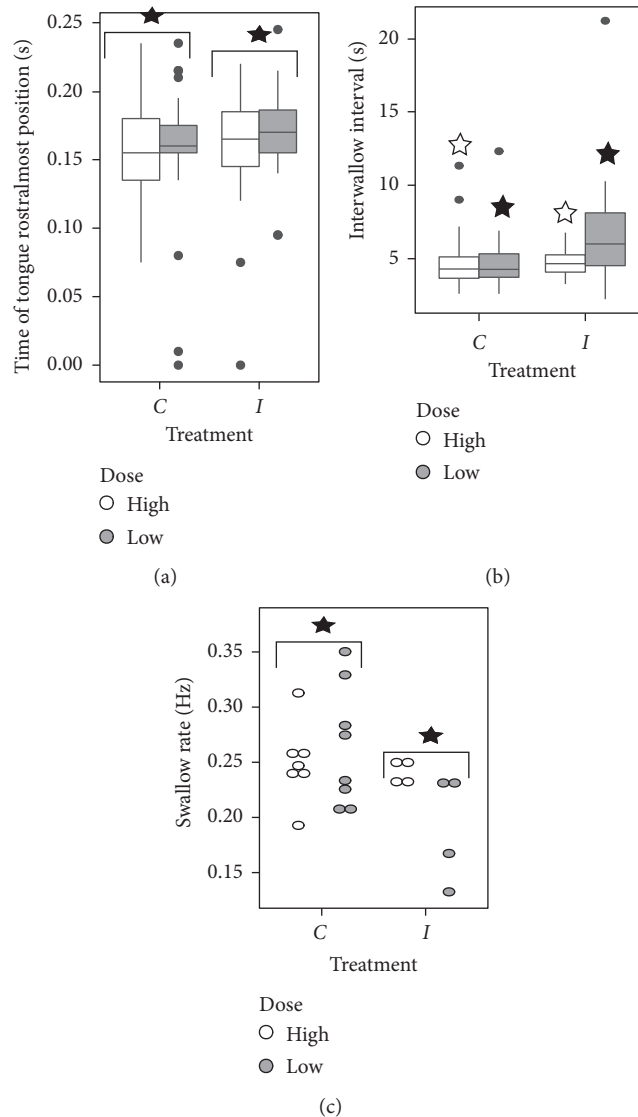 0.25
0.20
0.15
0.10
0.05
0.00
Time of tongue rostralmost position (s)
C
I
Treatment
Dose
High
Low
(a)
20
15
10
5
Interwallow interval (s)
C
I
Treatment
Dose
High
Low
(b)
0.35
0.30
0.25
0.20
0.15
Swallow rate (Hz)
C
I
Treatment
Dose
High
Low
(c)